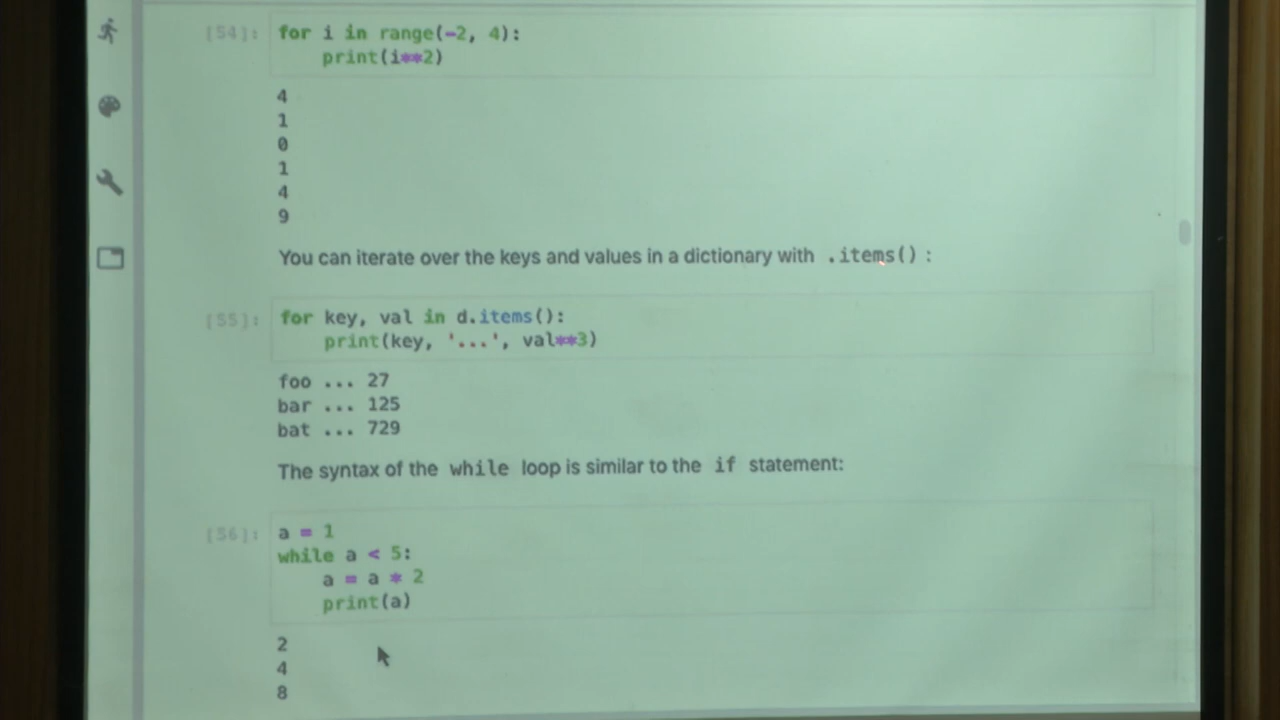 [54]: for i in range(-2, 4):
print(i**2)
4
1
0
1
4
9
You can iterate over the keys and values in a dictionary with .items() :
[55]: for key, val in d.items():
print(key, '...', val**3)
foo ... 27
bar ... 125
bat ... 729
The syntax of the while loop is similar to the if statement:
[56]: a = 1
while a < 5:
a = a * 2
print(a)
2
4
8